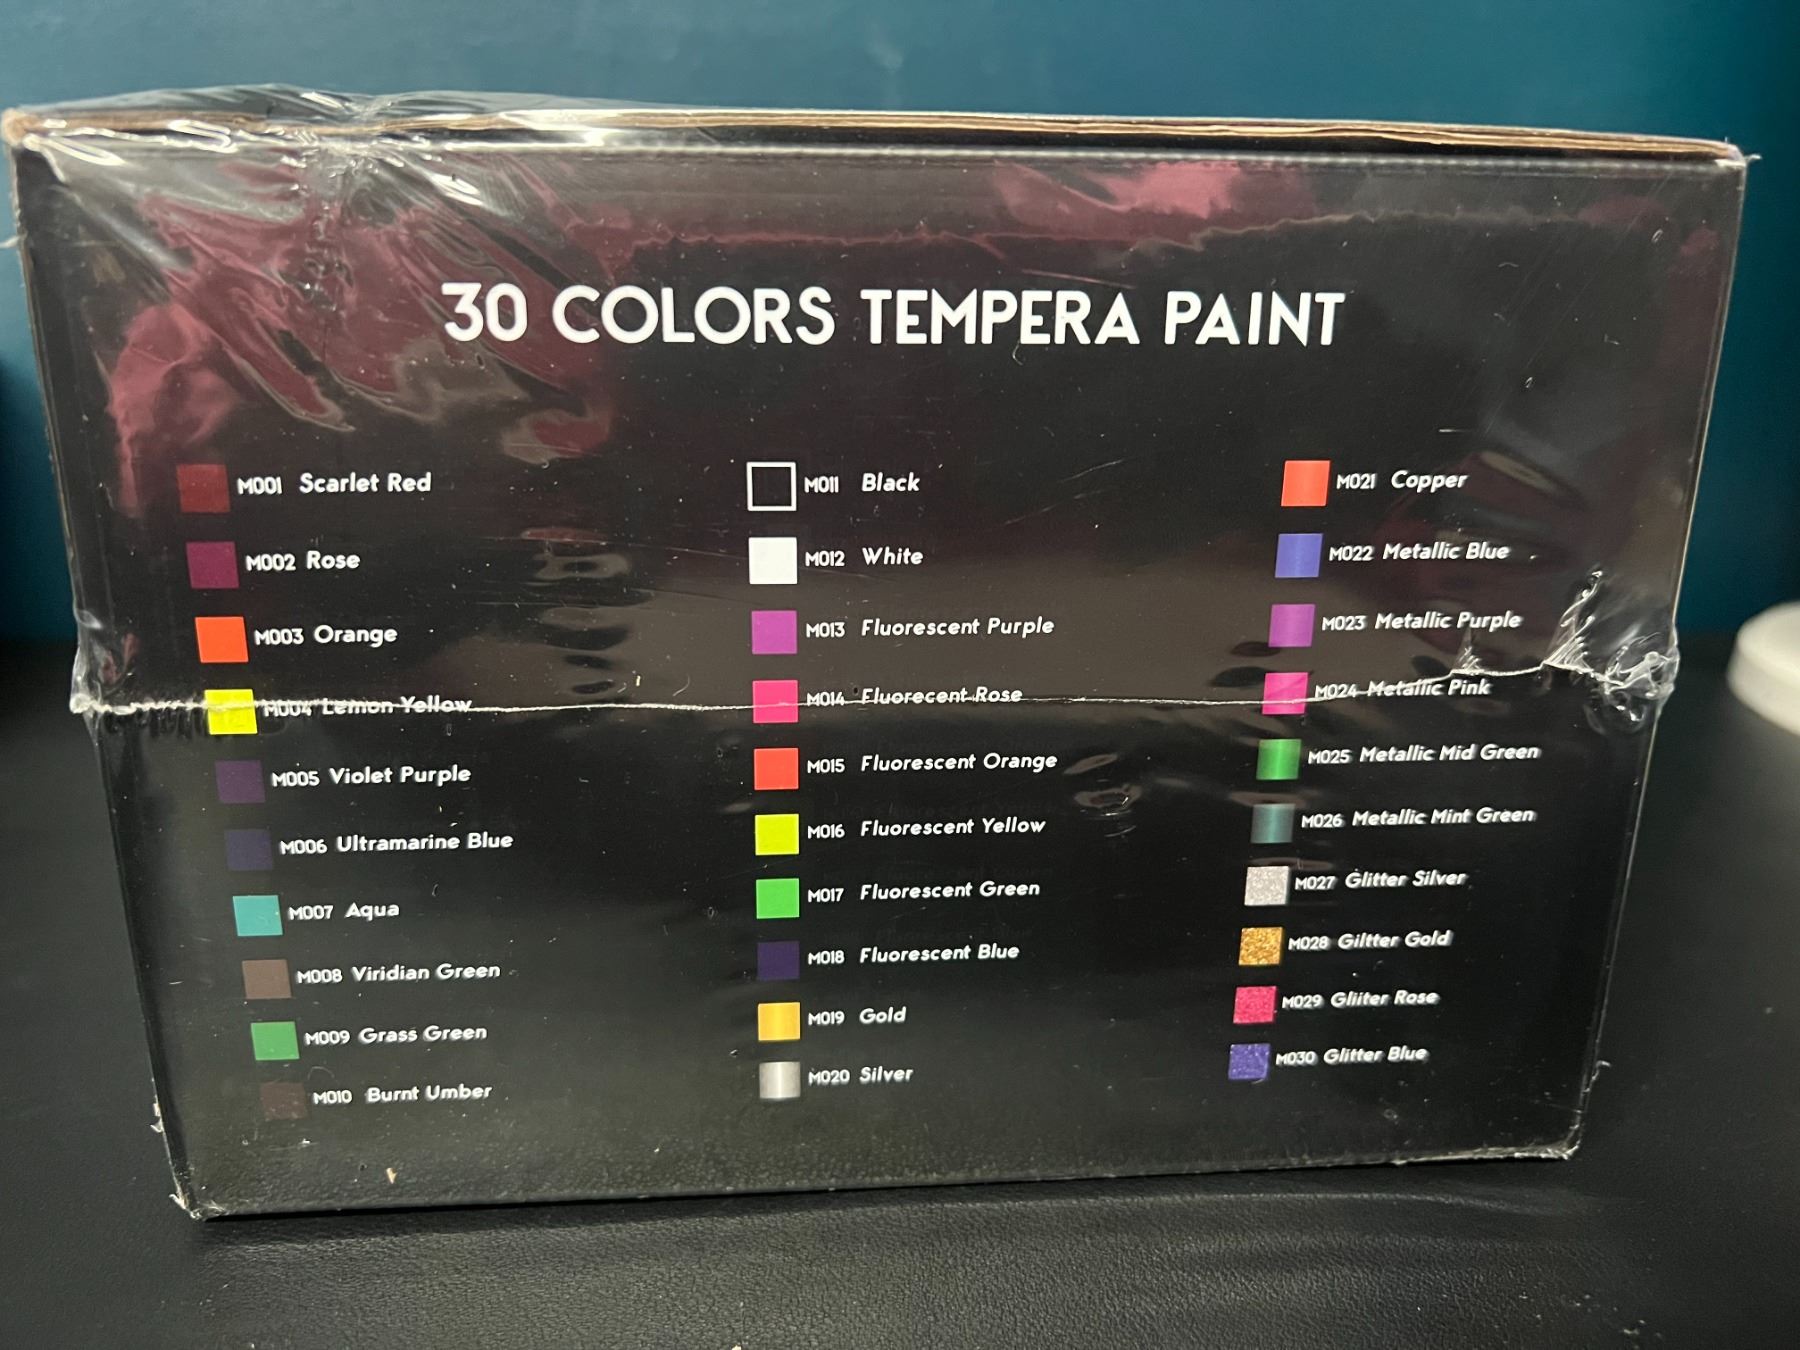 30 COLORS TEMPERA PAINT
M001 Scarlet Red
M002 Rose
M003 Orange
M004 Lemon Yellow
M005 Violet Purple
M006 Ultramarine Blue
M007 Aqua
M008 Viridian Green
M009 Grass Green
M010 Burnt Umber
M011 Black
M012 White
M013 Fluorescent Purple
M014 Fluorecent Rose
M015 Fluorescent Orange
M016 Fluorescent Yellow
M017 Fluorescent Green
M018 Fluorescent Blue
M019 Gold
M020 Silver
M021 Copper
M022 Metallic Blue
M023 Metallic Purple
M024 Metallic Pink
M025 Metallic Mid Green
M026 Metallic Mint Green
M027 Glitter Silver
M028 Giltter Gold
M029 Gliiter Rose
M030 Glitter Blue